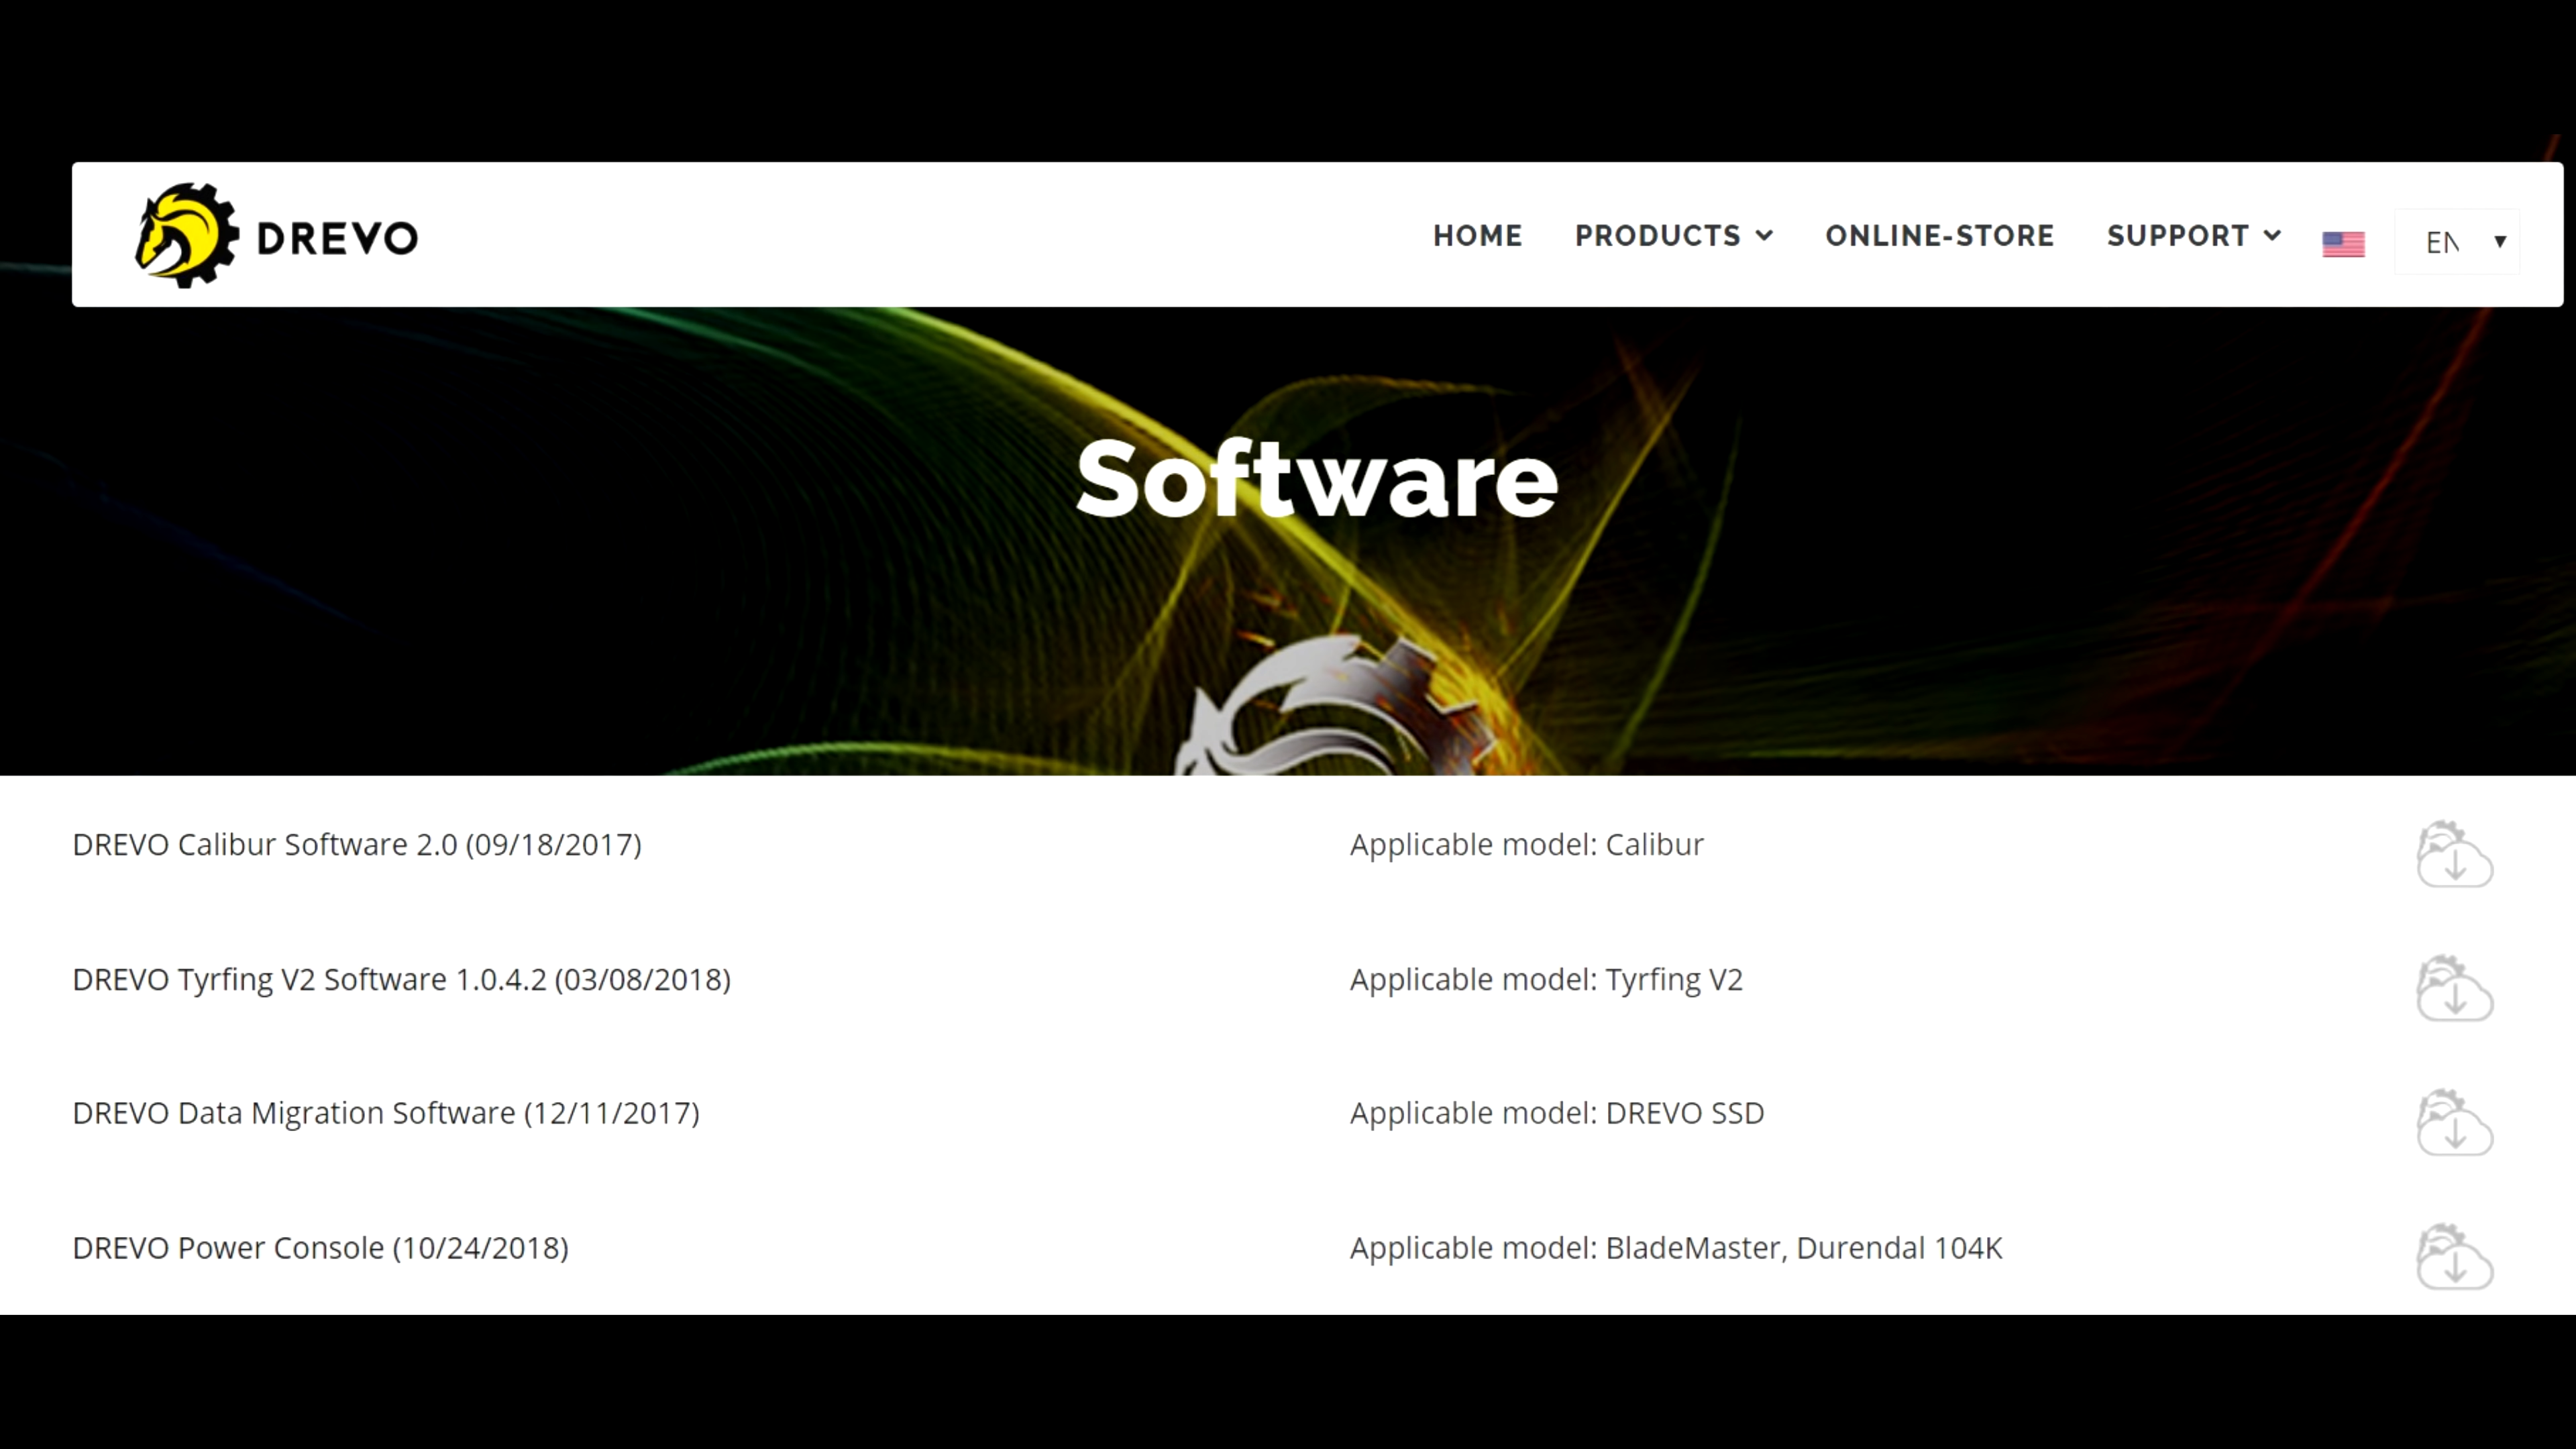 DREVO
HOME PRODUCTS ONLINE-STORE SUPPORT EN
Software
DREVO Calibur Software 2.0 (09/18/2017) Applicable model: Calibur
DREVO Tyrfing V2 Software 1.0.4.2 (03/08/2018) Applicable model: Tyrfing V2
DREVO Data Migration Software (12/11/2017) Applicable model: DREVO SSD
DREVO Power Console (10/24/2018) Applicable model: BladeMaster, Durendal 104K